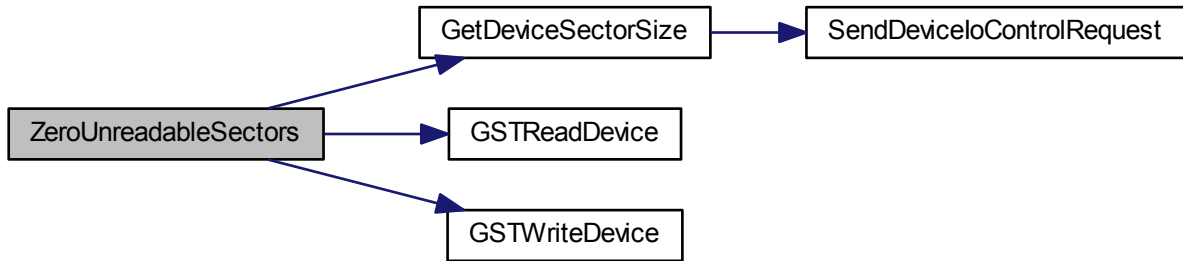 GetDeviceSectorSize
SendDeviceIoControlRequest
ZeroUnreadableSectors
GSTReadDevice
GSTWriteDevice